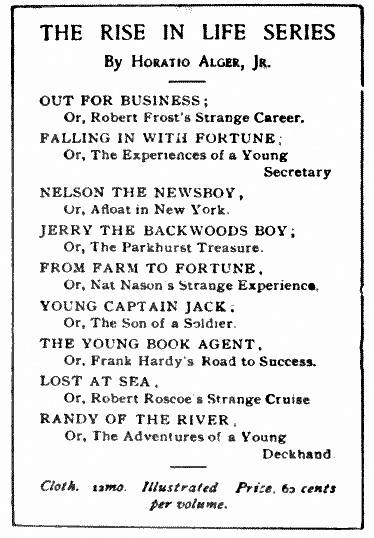 THE RISE IN LIFE SERIES
By HORATIO ALGER, JR.
OUT FOR BUSINESS;
Or, Robert Frost's Strange Career.
FALLING IN WITH FORTUNE;
Or, The Experiences of a Young
Secretary
NELSON THE NEWSBOY,
Or, Afloat in New York.
JERRY THE BACKWOODS BOY;
Or, The Parkhurst Treasure.
FROM FARM TO FORTUNE,
Or, Nat Nason's Strange Experience.
YOUNG CAPTAIN JACK;
Or, The Son of a Soldier.
THE YOUNG BOOK AGENT,
Or, Frank Hardy's Road to Success.
LOST AT SEA,
Or, Robert Roscoe's Strange Cruise
RANDY OF THE RIVER,
Or, The Adventures of a Young
Deckhand.
Cloth. 12mo. Illustrated Price, 60 cents
per volume.